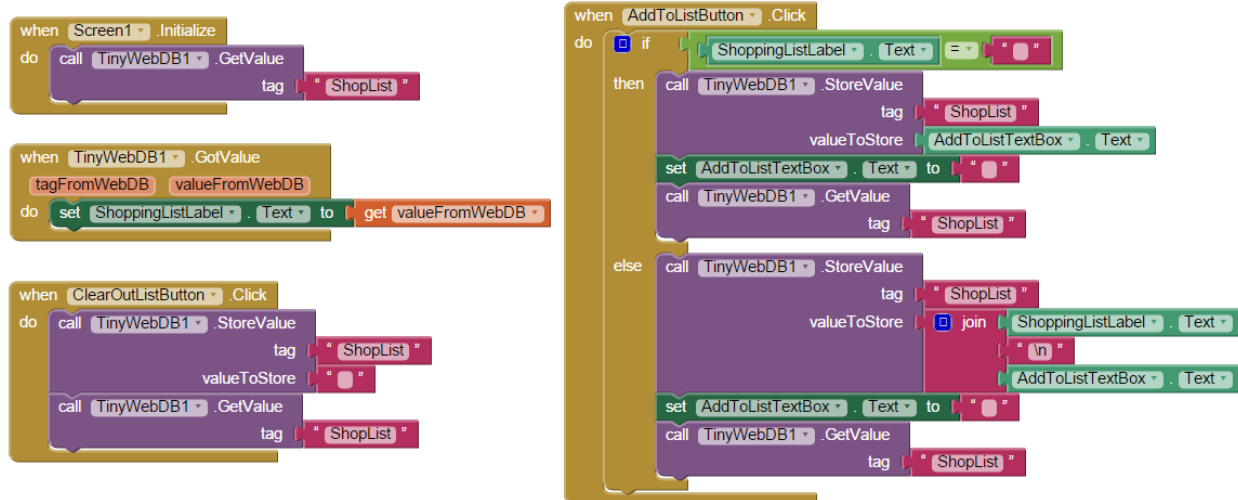 when Screen1 .Initialize
do call TinyWebDB1 .GetValue
tag " ShopList "
when TinyWebDB1 .GotValue
tagFromWebDB valueFromWebDB
do set ShoppingListLabel . Text to get valueFromWebDB
when ClearOutListButton .Click
do call TinyWebDB1 .StoreValue
tag " ShopList "
valueToStore " "
call TinyWebDB1 .GetValue
tag " ShopList "
when AddToListButton .Click
do if ShoppingListLabel . Text = " "
then call TinyWebDB1 .StoreValue
tag " ShopList "
valueToStore AddToListTextBox . Text
set AddToListTextBox . Text to " "
call TinyWebDB1 .GetValue
tag " ShopList "
else call TinyWebDB1 .StoreValue
tag " ShopList "
valueToStore join ShoppingListLabel . Text
" \n "
AddToListTextBox . Text
set AddToListTextBox . Text to " "
call TinyWebDB1 .GetValue
tag " ShopList "